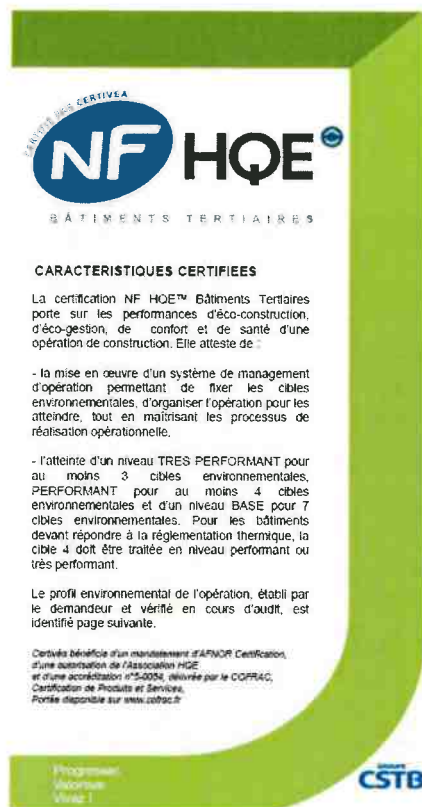 CERTIFIÉ PAR CERTIVEA
NF HQE
BÂTIMENTS TERTIAIRES
CARACTERISTIQUES CERTIFIEES
La certification NF HQE™ Bâtiments Tertiaires
porte sur les performances d'éco-construction,
d'éco-gestion, de confort et de santé d'une
opération de construction. Elle atteste de :
- la mise en œuvre d'un système de management
d'opération permettant de fixer les cibles
environnementales, d'organiser l'opération pour les
atteindre, tout en maîtrisant les processus de
réalisation opérationnelle,
- l'atteinte d'un niveau TRES PERFORMANT pour
au moins 3 cibles environnementales,
PERFORMANT pour au moins 4 cibles
environnementales et d'un niveau BASE pour 7
cibles environnementales. Pour les bâtiments
devant répondre à la réglementation thermique, la
cible 4 doit être traitée en niveau performant ou
très performant.
Le profil environnemental de l'opération, établi par
le demandeur et vérifié en cours d'audit, est
identifié page suivante.
Certivéa bénéficie d'un mandatement d'AFNOR Certification,
d'une autorisation de l'Association HQE
et d'une accréditation n°5-0054, délivrée par le COFRAC,
Certification de Produits et Services,
Portée disponible sur www.cofrac.fr
Progresser,
Valoriser,
Vivez !
GROUPE
CSTB